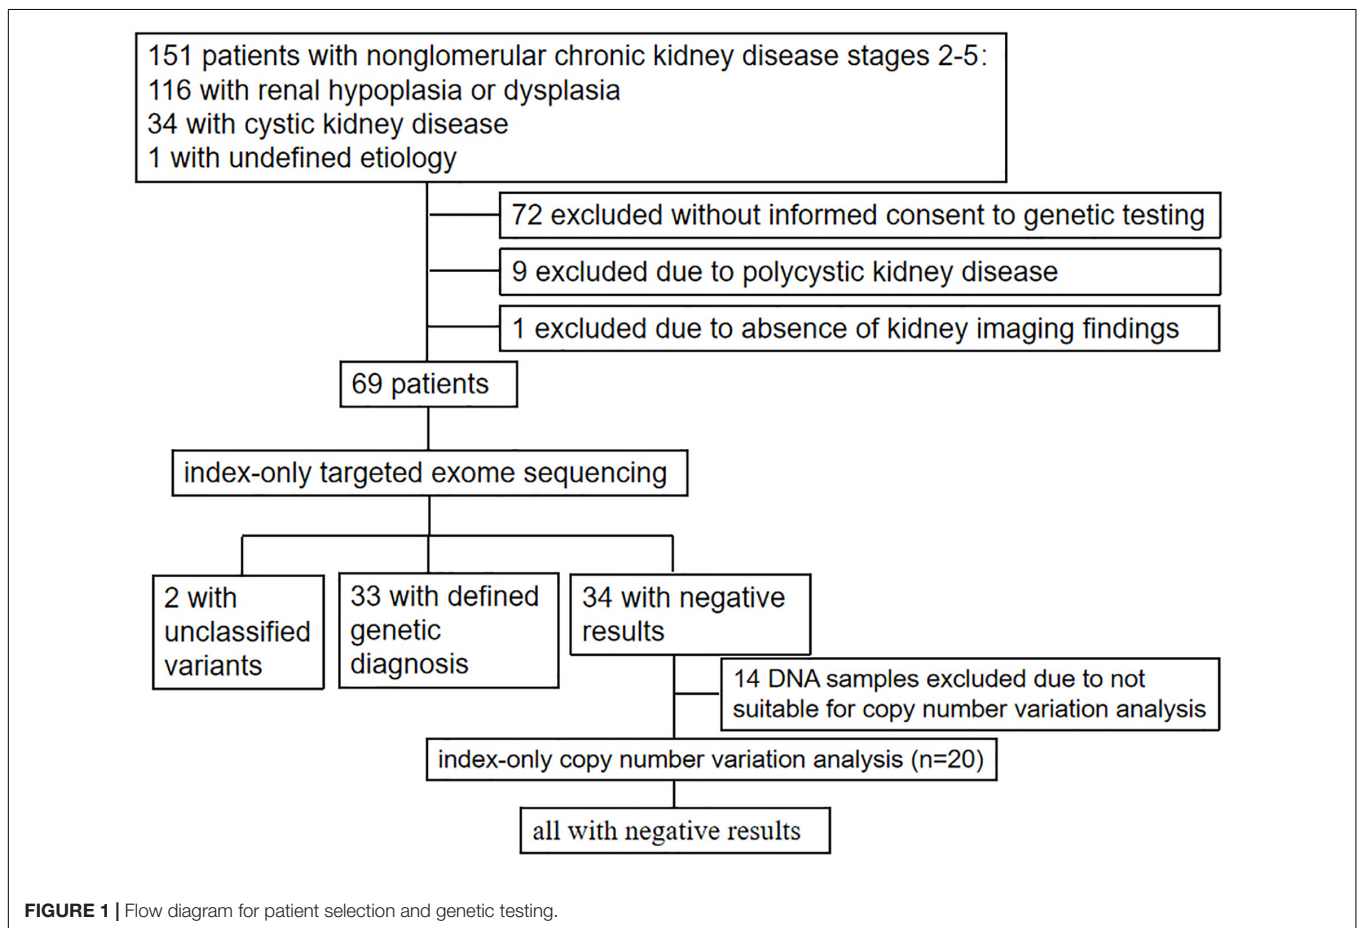 151 patients with nonglomerular chronic kidney disease stages 2-5:
116 with renal hypoplasia or dysplasia
34 with cystic kidney disease
1 with undefined etiology
72 excluded without informed consent to genetic testing
9 excluded due to polycystic kidney disease
1 excluded due to absence of kidney imaging findings
69 patients
index-only targeted exome sequencing
2 with
unclassified
variants
33 with defined
genetic
diagnosis
34 with negative
results
14 DNA samples excluded due to not
suitable for copy number variation analysis
index-only copy number variation analysis (n=20)
all with negative results
FIGURE 1 | Flow diagram for patient selection and genetic testing.